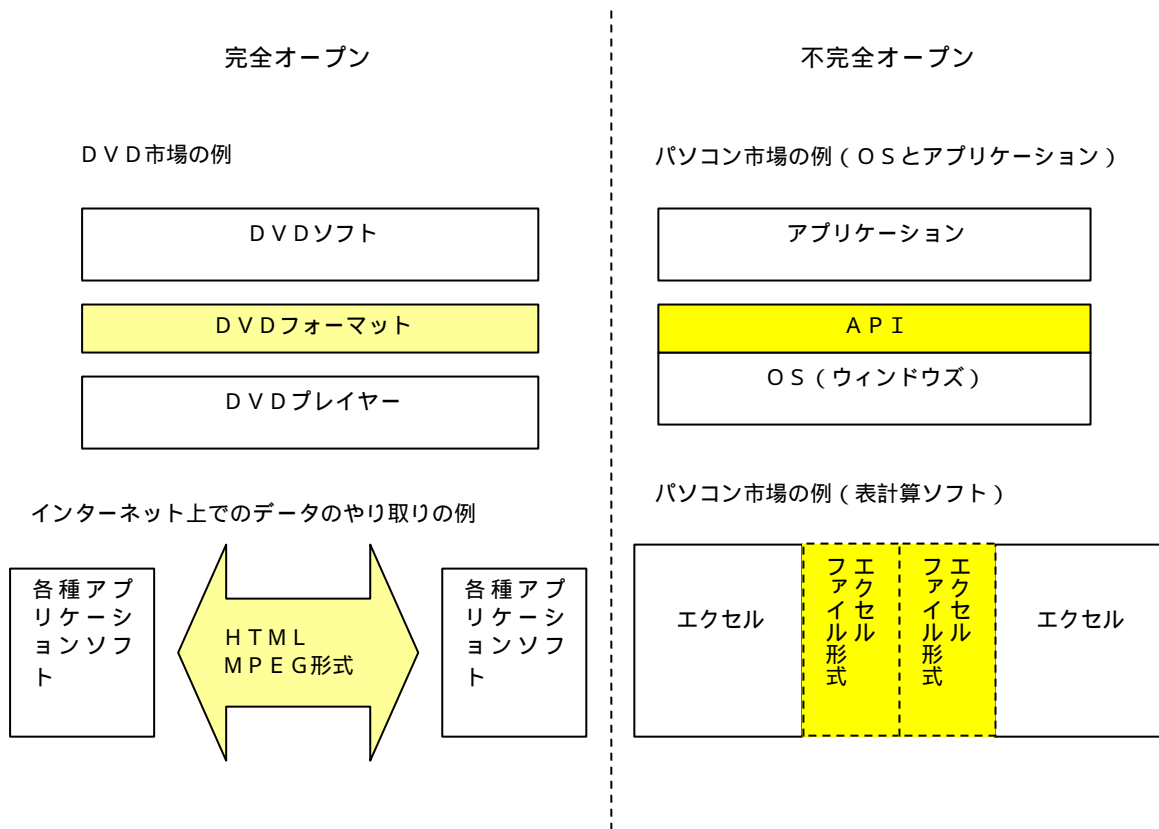 完全オープン
ＤＶＤ市場の例
ＤＶＤソフト
ＤＶＤフォーマット
ＤＶＤプレイヤー
インターネット上でのデータのやり取りの例
各種アプ
リケーシ
ョンソフ
ト
ＨＴＭＬ
ＭＰＥＧ形式
各種アプ
リケーシ
ョンソフ
ト
不完全オープン
パソコン市場の例（ＯＳとアプリケーション）
アプリケーション
ＡＰＩ
ＯＳ（ウィンドウズ）
パソコン市場の例（表計算ソフト）
エクセル
エクセル
ファイル形式
エクセル
ファイル形式
エクセル